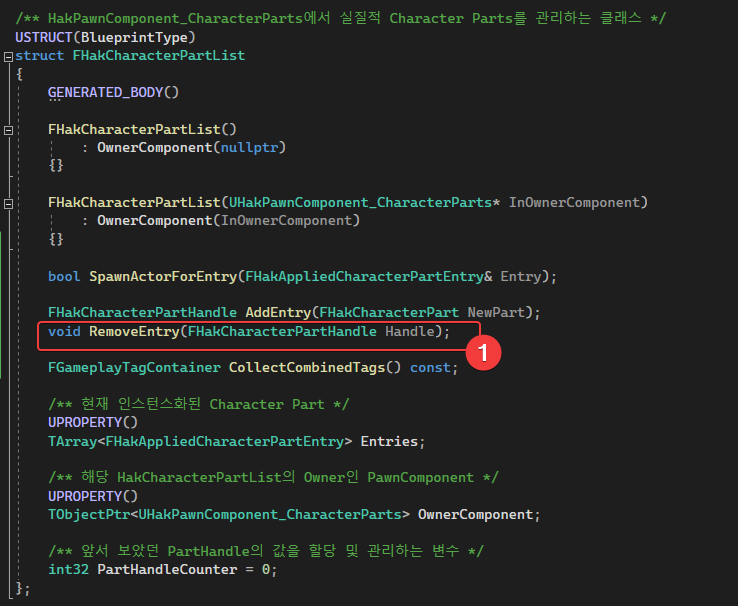 /** HakPawnComponent_CharacterParts에서 실질적 Character Parts를 관리하는 클래스 */
USTRUCT(BlueprintType)
struct FHakCharacterPartList
{
GENERATED_BODY()
FHakCharacterPartList()
: OwnerComponent(nullptr)
{}
FHakCharacterPartList(UHakPawnComponent_CharacterParts* InOwnerComponent)
: OwnerComponent(InOwnerComponent)
{}
bool SpawnActorForEntry(FHakAppliedCharacterPartEntry& Entry);
FHakCharacterPartHandle AddEntry(FHakCharacterPart NewPart);
void RemoveEntry(FHakCharacterPartHandle Handle);
1
FGameplayTagContainer CollectCombinedTags() const;
/** 현재 인스턴스화된 Character Part */
UPROPERTY()
TArray<FHakAppliedCharacterPartEntry> Entries;
/** 해당 HakCharacterPartList의 Owner인 PawnComponent */
UPROPERTY()
TObjectPtr<UHakPawnComponent_CharacterParts> OwnerComponent;
/** 앞서 보았던 PartHandle의 값을 할당 및 관리하는 변수 */
int32 PartHandleCounter = 0;
};